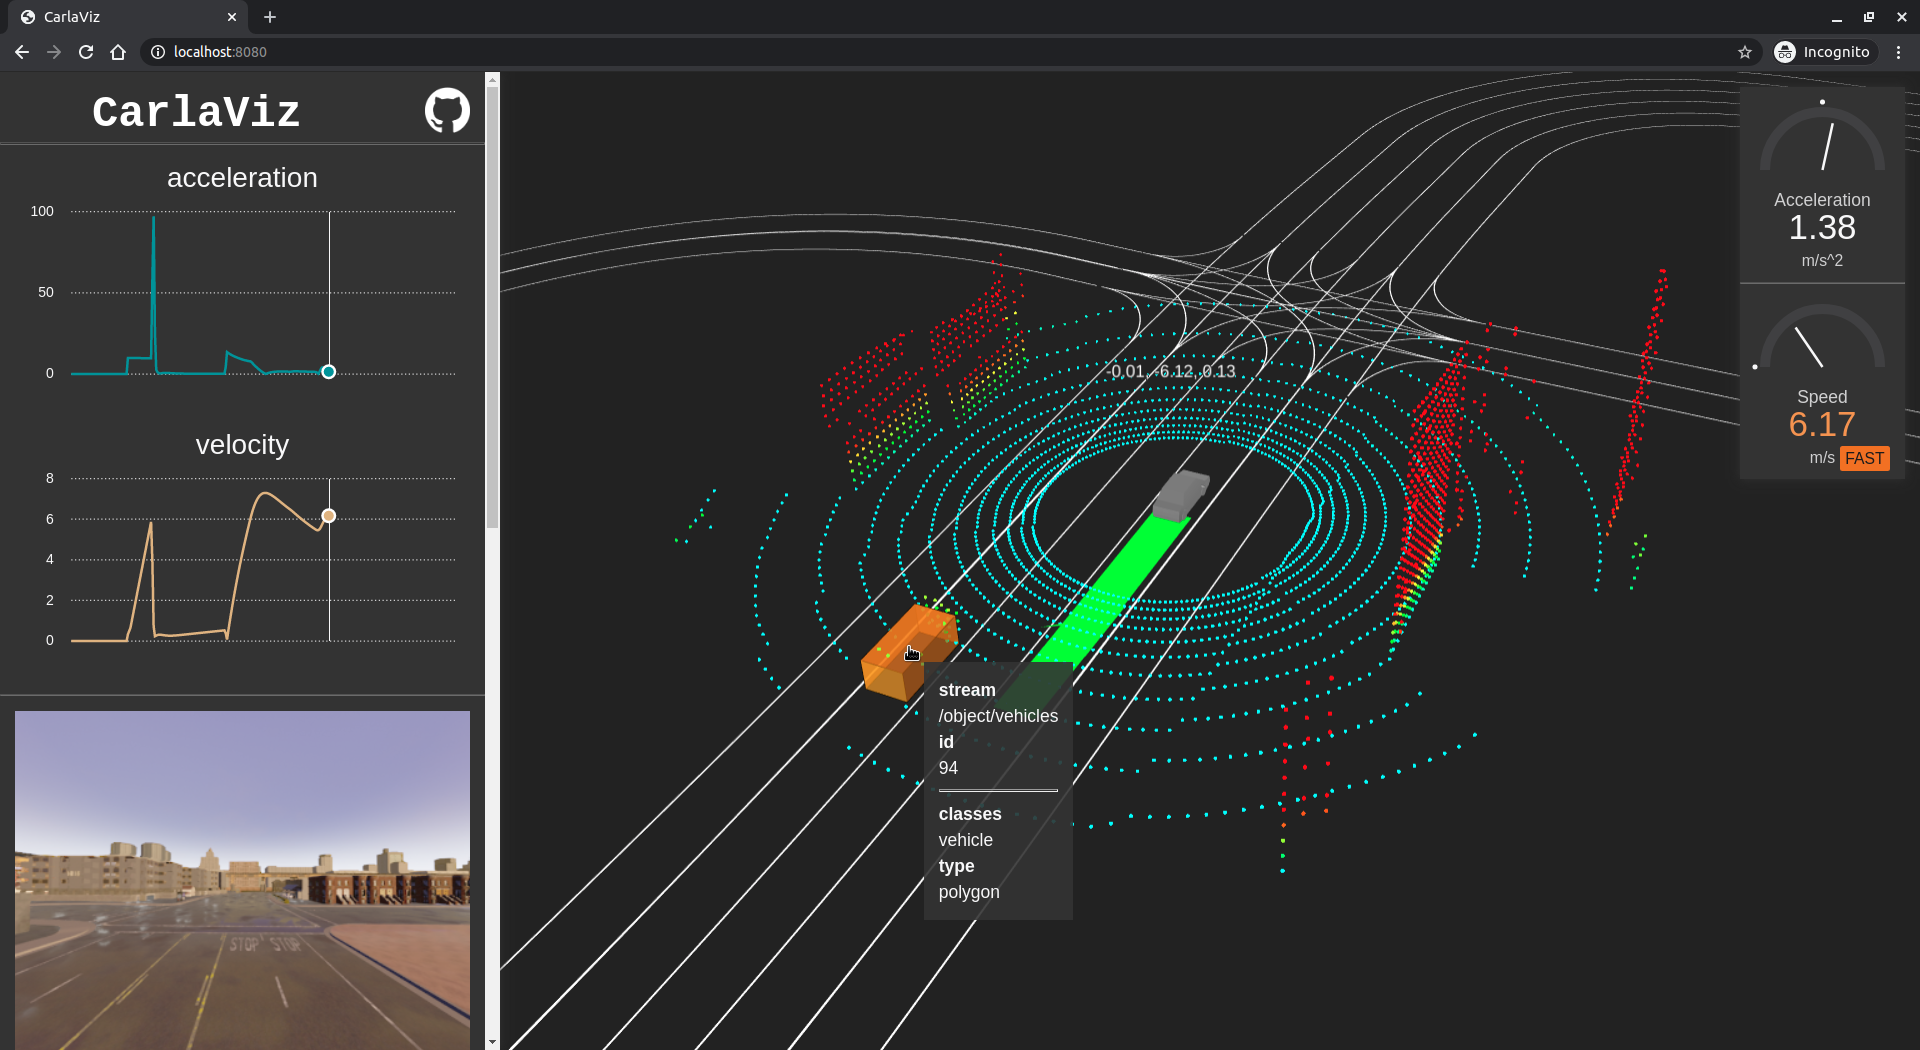 CarlaViz
localhost:8080
Incognito
CarlaViz
acceleration
100
50
0
velocity
8
6
4
2
0
STOP STOP
-0.01, -6.12, 0.13
stream
/object/vehicles
id
94
classes
vehicle
type
polygon
Acceleration
1.38
m/s^2
Speed
6.17
m/s FAST